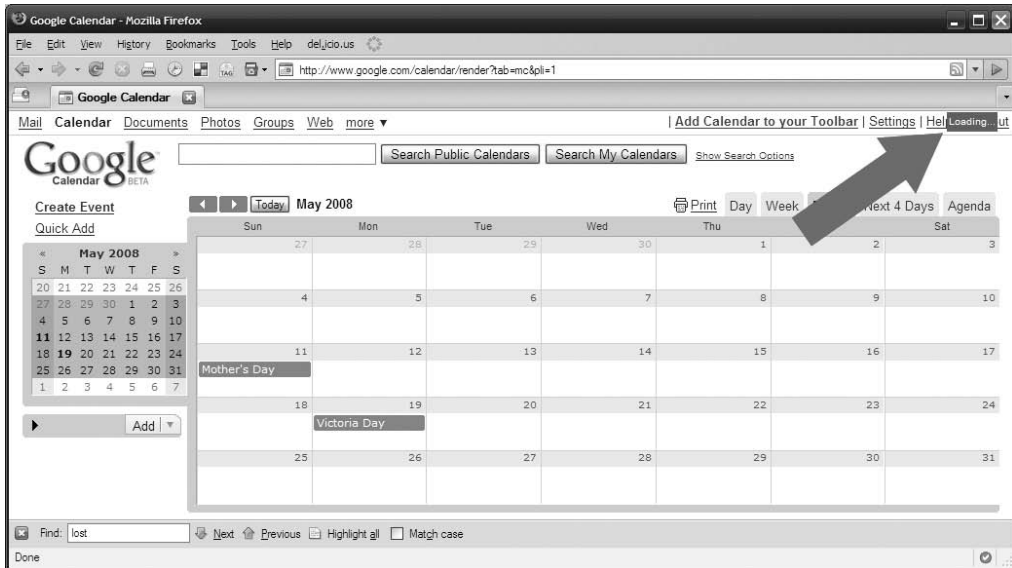 Google Calendar - Mozilla Firefox
File Edit View History Bookmarks Tools Help del.icio.us
TAG http://www.google.com/calendar/render?tab=mc&pli=1
Google Calendar
Mail Calendar Documents Photos Groups Web more ▼ | Add Calendar to your Toolbar | Settings | Hel Loading... ut
Google Calendar BETA
Search Public Calendars Search My Calendars Show Search Options
Create Event
Quick Add
« May 2008 »
S M T W T F S
20 21 22 23 24 25 26
27 28 29 30 1 2 3
4 5 6 7 8 9 10
11 12 13 14 15 16 17
18 19 20 21 22 23 24
25 26 27 28 29 30 31
1 2 3 4 5 6 7
Add
Today May 2008 Print Day Week Next 4 Days Agenda
Sun Mon Tue Wed Thu Sat
27 28 29 30 1 2 3
4 5 6 7 8 9 10
11 12 13 14 15 16 17
Mother's Day
18 19 20 21 22 23 24
Victoria Day
25 26 27 28 29 30 31
Find: lost Next Previous Highlight all Match case
Done